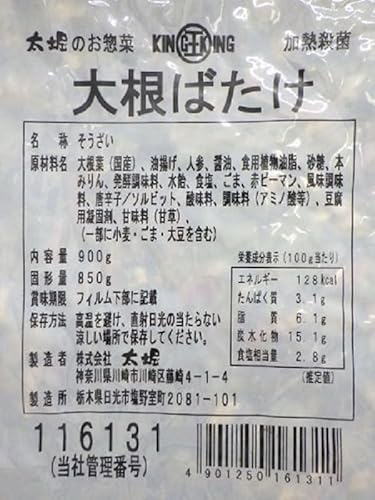 太堀のお惣菜 KING王KING 加熱殺菌
大根ばたけ
名称 そうざい
原材料名 大根葉（国産）、油揚げ、人参、醤油、食用植物油脂、砂糖、本
みりん、発酵調味料、水飴、食塩、ごま、赤ピーマン、風味調味
料、唐辛子／ソルビット、酸味料、調味料（アミノ酸等）、豆腐
用凝固剤、甘味料（甘草）、
（一部に小麦・ごま・大豆を含む）
内容量 900g
固形量 850g
賞味期限 フィルム下部に記載
保存方法 高温を避け、直射日光の当たらない
涼しい場所で保存してください。
製造者 株式会社 太堀
神奈川県川崎市川崎区藤崎4-1-4
製造所 栃木県日光市塩野室町2081-101
栄養成分表示（100g当たり）
エネルギー 128kcal
たんぱく質 3.1g
脂質 6.1g
炭水化物 15.1g
食塩相当量 2.8g
（推定値）
116131
（当社管理番号）
4901250161311